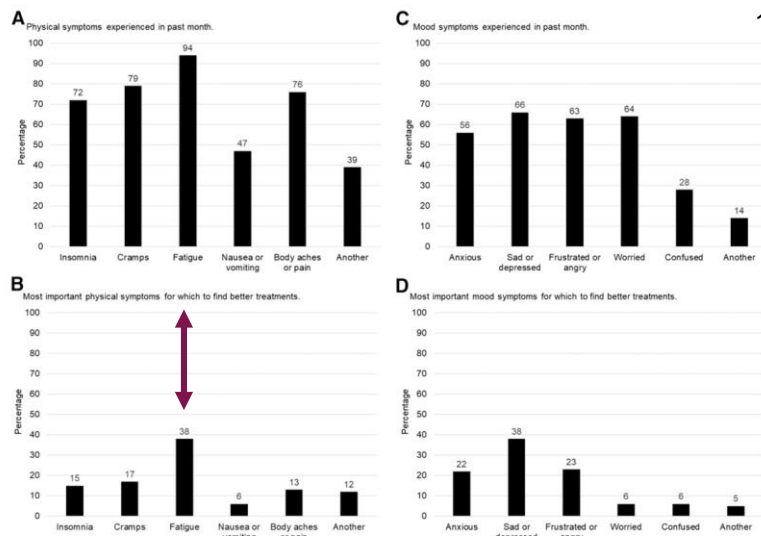 A Physical symptoms experienced in past month.
Percentage
100
90
80
70
60
50
40
30
20
10
0
72
79
94
47
76
39
Insomnia
Cramps
Fatigue
Nausea or
vomiting
Body aches
or pain
Another
C Mood symptoms experienced in past month.
Percentage
100
90
80
70
60
50
40
30
20
10
0
56
66
63
64
28
14
Anxious
Sad or
depressed
Frustrated or
angry
Worried
Confused
Another
B Most important physical symptoms for which to find better treatments.
Percentage
100
90
80
70
60
50
40
30
20
10
0
15
17
38
6
13
12
Insomnia
Cramps
Fatigue
Nausea or
vomiting
Body aches
or pain
Another
D Most important mood symptoms for which to find better treatments.
Percentage
100
90
80
70
60
50
40
30
20
10
0
22
38
23
6
6
5
Anxious
Sad or
depressed
Frustrated or
angry
Worried
Confused
Another